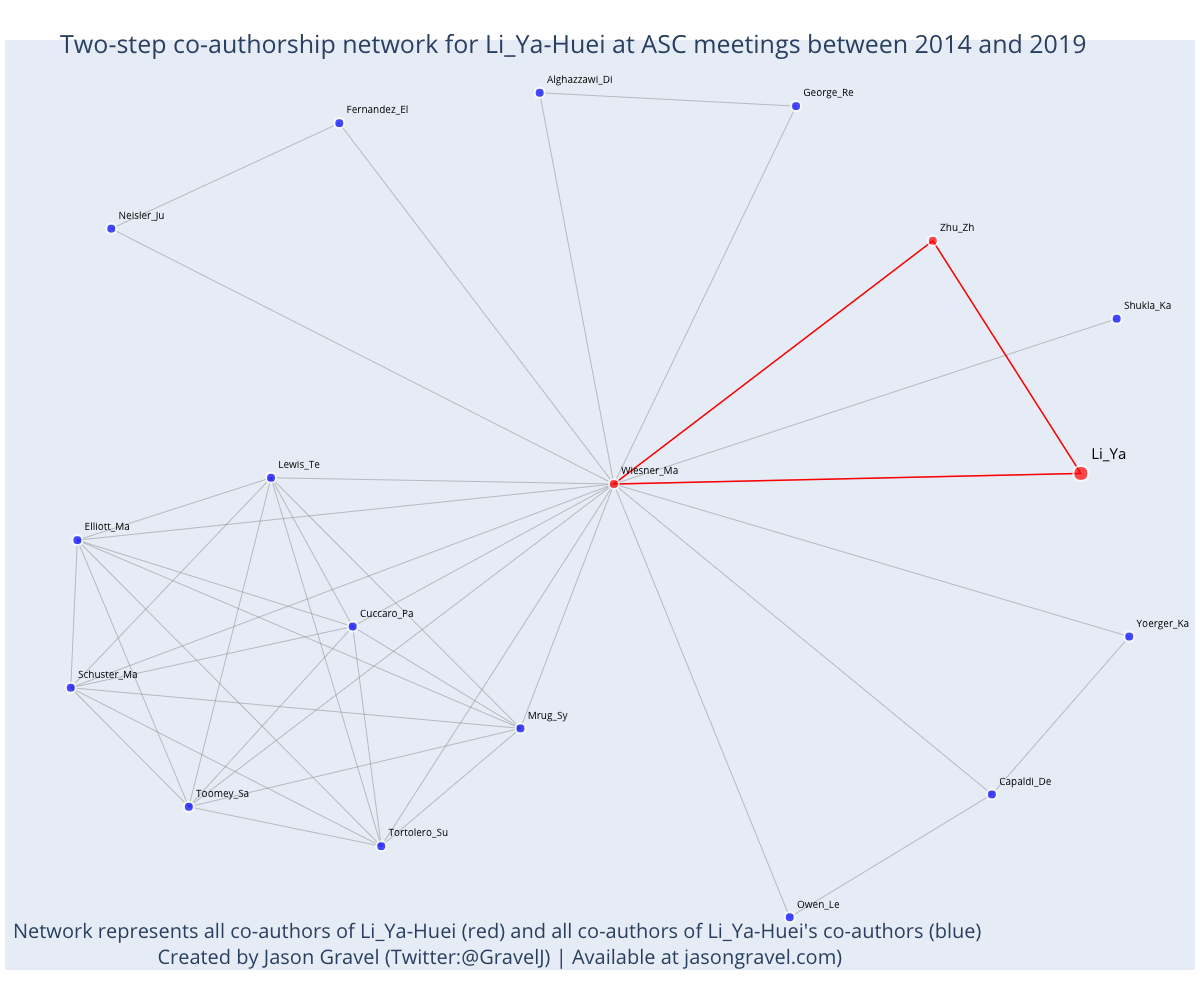 Two-step co-authorship network for Li_Ya-Huei at ASC meetings between 2014 and 2019
Alghazzawi_Di
George_Re
Fernandez_El
Neisler_Ju
Zhu_Zh
Shukla_Ka
Li_Ya
Lewis_Te
Wiesner_Ma
Elliott_Ma
Cuccaro_Pa
Yoerger_Ka
Schuster_Ma
Mrug_Sy
Capaldi_De
Toomey_Sa
Tortolero_Su
Owen_Le
Network represents all co-authors of Li_Ya-Huei (red) and all co-authors of Li_Ya-Huei's co-authors (blue)
Created by Jason Gravel (Twitter:@GravelJ) | Available at jasongravel.com)